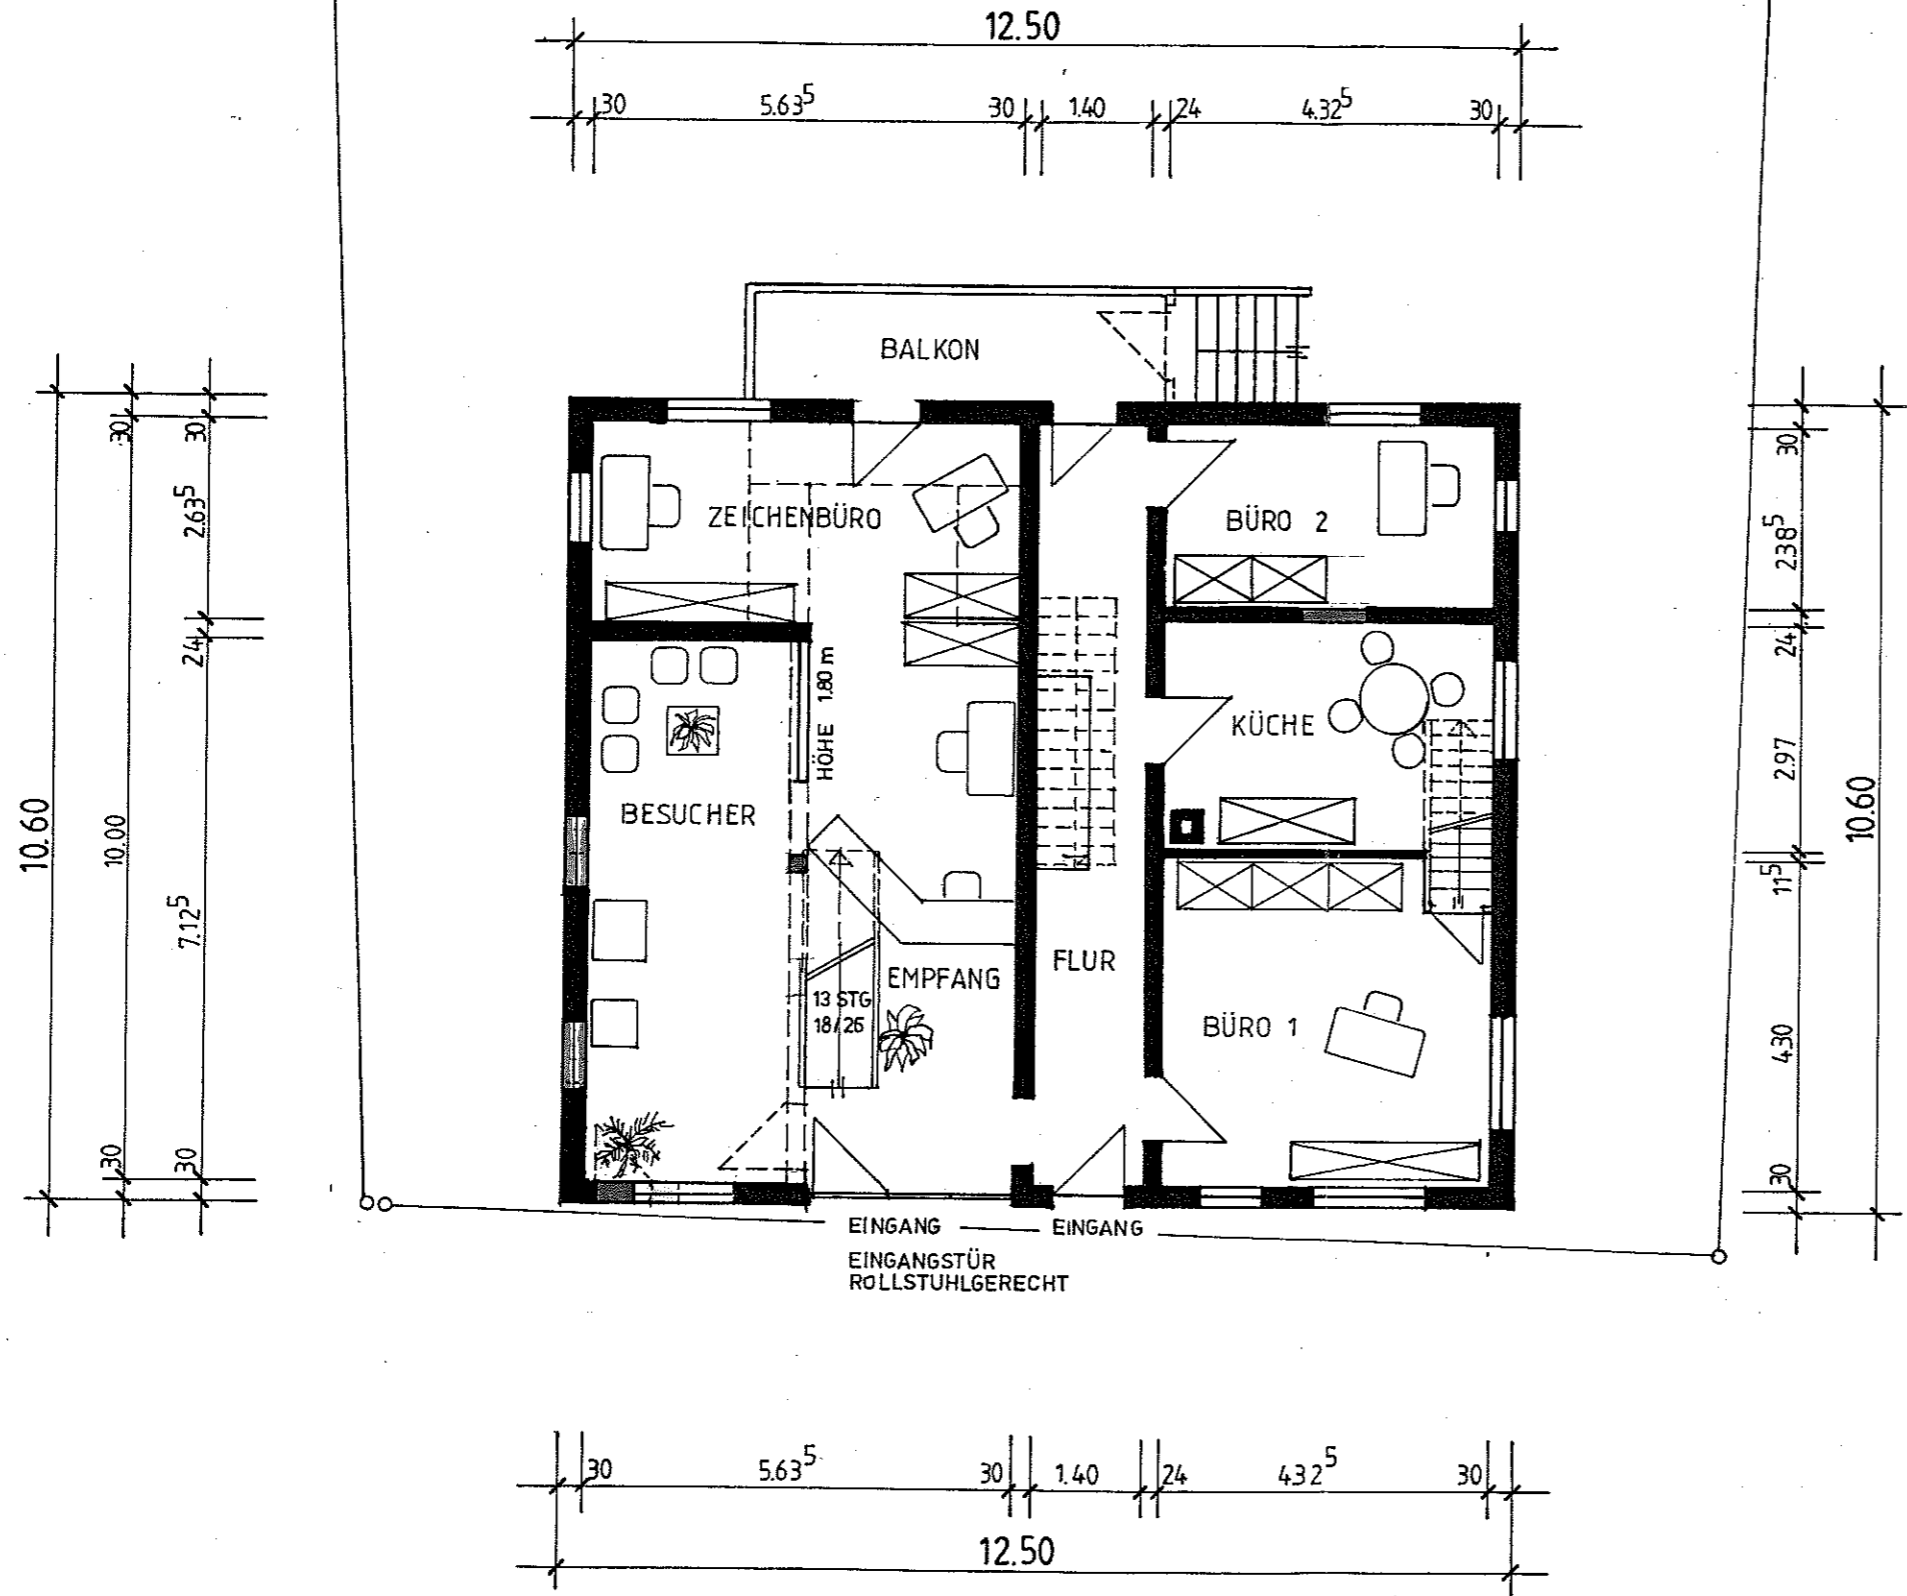 12.50
30 5.63⁵ 30 1.40 24 4.32⁵ 30
BALKON
30 30 30
2.63⁵ ZEICHENBÜRO BÜRO 2 2.38⁵
24 24
HÖHE 1.80 m
KÜCHE 2.97
BESUCHER
10.60 10.00 10.60
7.12⁵ 11⁵
FLUR
EMPFANG
13 STG
18/26
BÜRO 1 4.30
30 30 30
EINGANG EINGANG
EINGANGSTÜR
ROLLSTUHLGERECHT
30 5.63⁵ 30 1.40 24 432⁵ 30
12.50